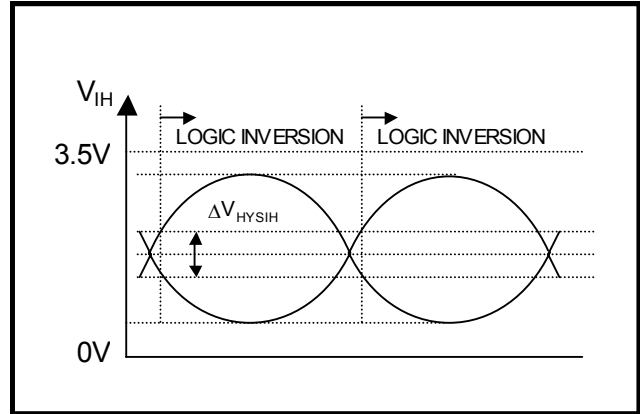 V_IH
LOGIC INVERSION LOGIC INVERSION
3.5V
ΔV_HYSIH
0V